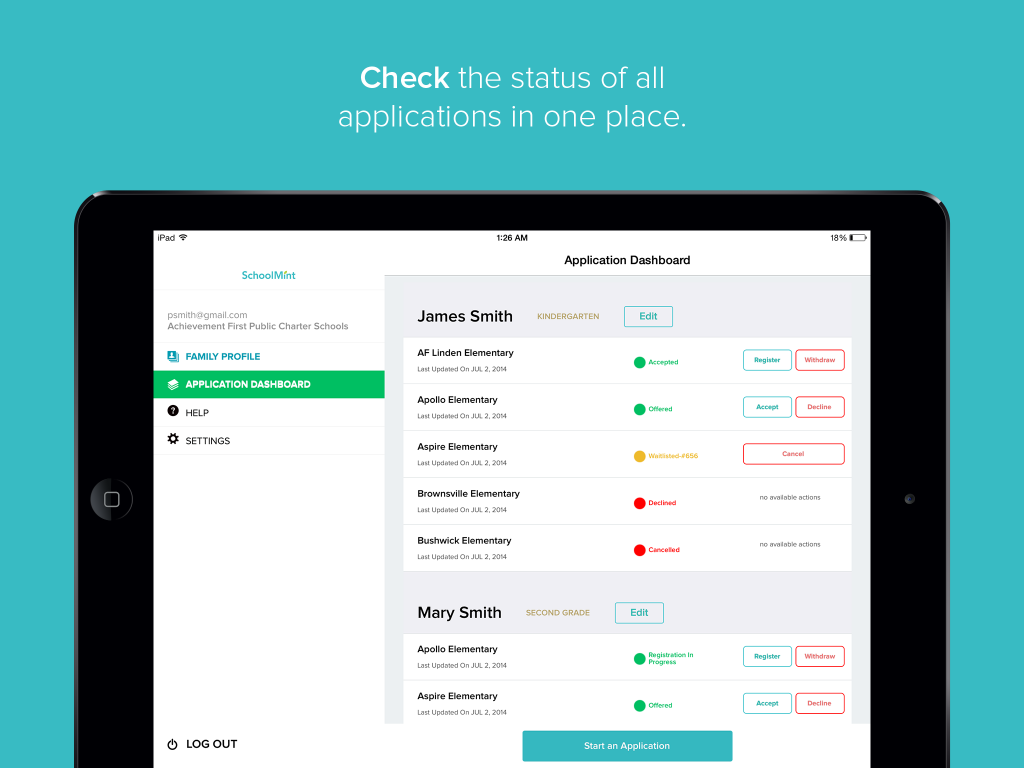 Check the status of all
applications in one place.
iPad
1:26 AM
18%
SchoolMint
Application Dashboard
psmith@gmail.com
Achievement First Public Charter Schools
FAMILY PROFILE
APPLICATION DASHBOARD
HELP
SETTINGS
LOG OUT
James Smith KINDERGARTEN Edit
AF Linden Elementary
Last Updated On JUL 2, 2014
Accepted
Register Withdraw
Apollo Elementary
Last Updated On JUL 2, 2014
Offered
Accept Decline
Aspire Elementary
Last Updated On JUL 2, 2014
Waitlisted-#656
Cancel
Brownsville Elementary
Last Updated On JUL 2, 2014
Declined
no available actions
Bushwick Elementary
Last Updated On JUL 2, 2014
Cancelled
no available actions
Mary Smith SECOND GRADE Edit
Apollo Elementary
Last Updated On JUL 2, 2014
Registration In
Progress
Register Withdraw
Aspire Elementary
Last Updated On JUL 2, 2014
Offered
Accept Decline
Start an Application